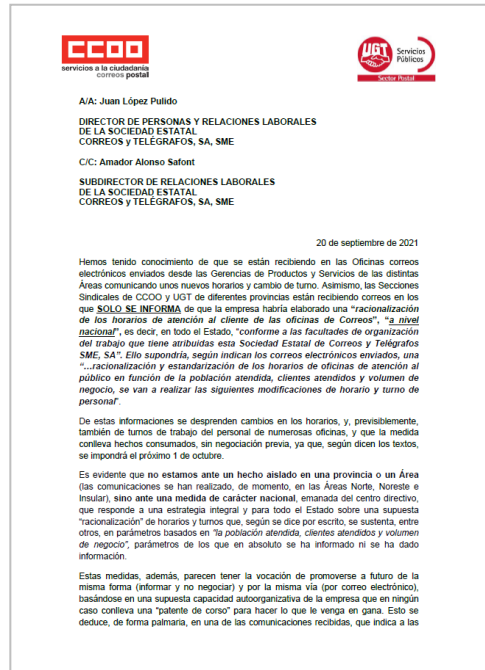 CCOO
servicios a la ciudadanía
correos postal
UGT
Servicios
Públicos
Sector Postal
A/A: Juan López Pulido
DIRECTOR DE PERSONAS Y RELACIONES LABORALES
DE LA SOCIEDAD ESTATAL
CORREOS y TELÉGRAFOS, SA, SME
C/C: Amador Alonso Safont
SUBDIRECTOR DE RELACIONES LABORALES
DE LA SOCIEDAD ESTATAL
CORREOS y TELÉGRAFOS, SA, SME
20 de septiembre de 2021
Hemos tenido conocimiento de que se están recibiendo en las Oficinas correos
electrónicos enviados desde las Gerencias de Productos y Servicios de las distintas
Áreas comunicando unos nuevos horarios y cambio de turno. Asimismo, las Secciones
Sindicales de CCOO y UGT de diferentes provincias están recibiendo correos en los
que SOLO SE INFORMA de que la empresa habría elaborado una “racionalización
de los horarios de atención al cliente de las oficinas de Correos”, “a nivel
nacional”, es decir, en todo el Estado, “conforme a las facultades de organización
del trabajo que tiene atribuidas esta Sociedad Estatal de Correos y Telégrafos
SME, SA”. Ello supondría, según indican los correos electrónicos enviados, una
“…racionalización y estandarización de los horarios de oficinas de atención al
público en función de la población atendida, clientes atendidos y volumen de
negocio, se van a realizar las siguientes modificaciones de horario y turno de
personal”.
De estas informaciones se desprenden cambios en los horarios, y, previsiblemente,
también de turnos de trabajo del personal de numerosas oficinas, y que la medida
conlleva hechos consumados, sin negociación previa, ya que, según dicen los textos,
se impondrá el próximo 1 de octubre.
Es evidente que no estamos ante un hecho aislado en una provincia o un Área
(las comunicaciones se han realizado, de momento, en las Áreas Norte, Noreste e
Insular), sino ante una medida de carácter nacional, emanada del centro directivo,
que responde a una estrategia integral y para todo el Estado sobre una supuesta
“racionalización” de horarios y turnos que, según se dice por escrito, se sustenta, entre
otros, en parámetros basados en “la población atendida, clientes atendidos y volumen
de negocio”, parámetros de los que en absoluto se ha informado ni se ha dado
información.
Estas medidas, además, parecen tener la vocación de promoverse a futuro de la
misma forma (informar y no negociar) y por la misma vía (por correo electrónico),
basándose en una supuesta capacidad autoorganizativa de la empresa que en ningún
caso conlleva una “patente de corso” para hacer lo que le venga en gana. Esto se
deduce, de forma palmaria, en una de las comunicaciones recibidas, que indica a las